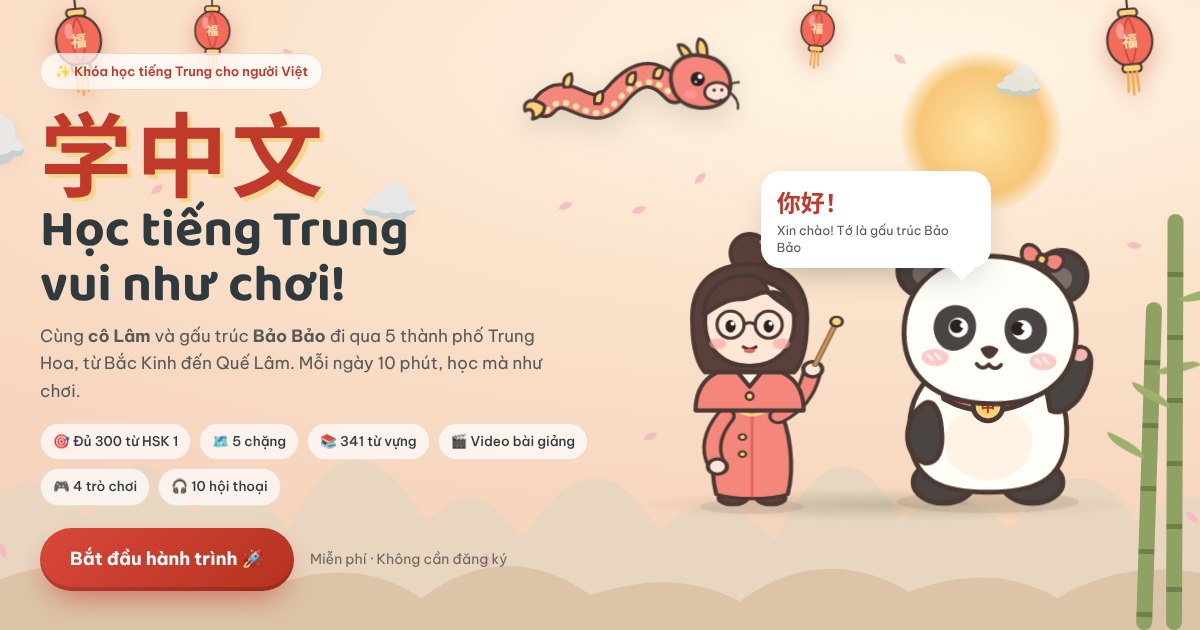 福
福
福
福
✨ Khóa học tiếng Trung cho người Việt
学中文
Học tiếng Trung
vui như chơi!
Cùng cô Lâm và gấu trúc Bảo Bảo đi qua 5 thành phố Trung
Hoa, từ Bắc Kinh đến Quế Lâm. Mỗi ngày 10 phút, học mà như
chơi.
🎯 Đủ 300 từ HSK 1
🗺️ 5 chặng
📚 341 từ vựng
🎬 Video bài giảng
🎮 4 trò chơi
🎧 10 hội thoại
Bắt đầu hành trình 🚀
Miễn phí · Không cần đăng ký
你好！
Xin chào! Tớ là gấu trúc Bảo
Bảo
中